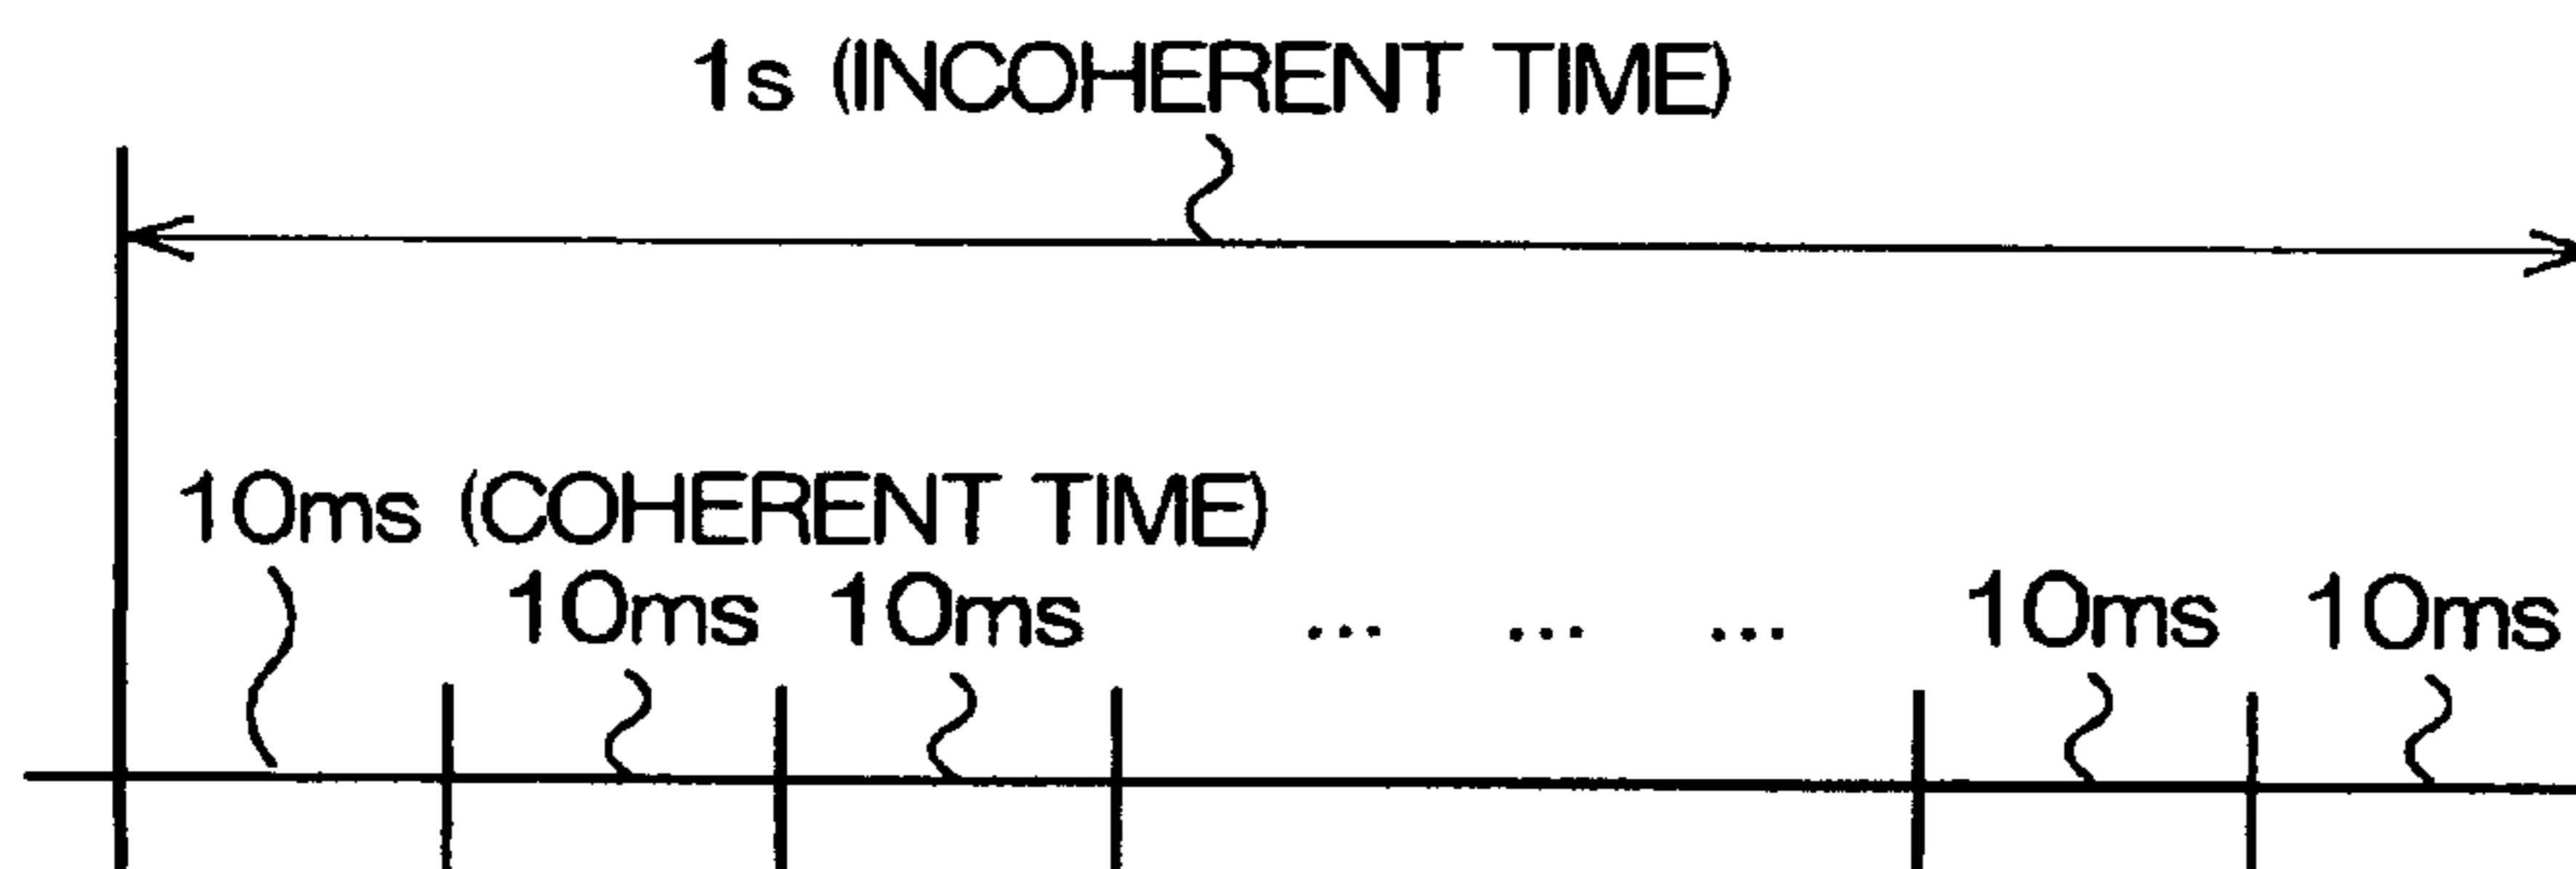 1s (INCOHERENT TIME)
10ms (COHERENT TIME)
10ms 10ms ... ... ... 10ms 10ms